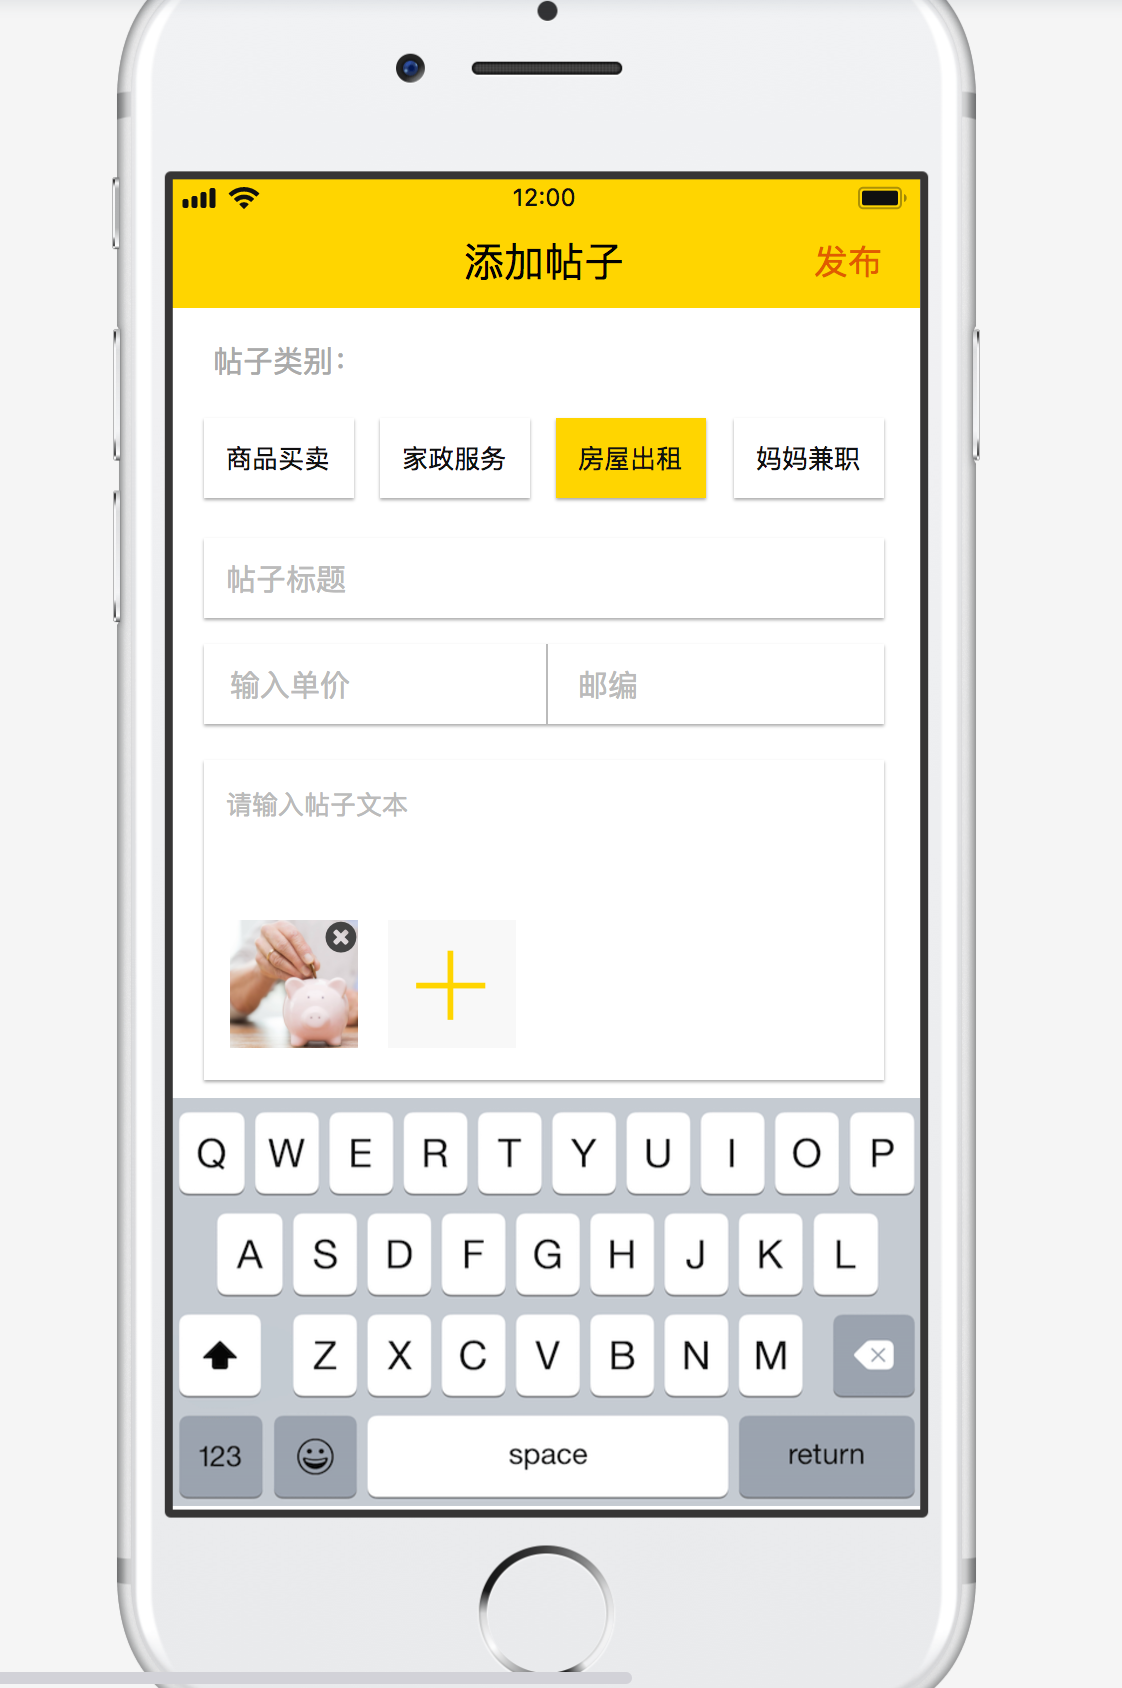 12:00
添加帖子 发布
帖子类别：
商品买卖 家政服务 房屋出租 妈妈兼职
帖子标题
输入单价 邮编
请输入帖子文本
Q W E R T Y U I O P
A S D F G H J K L
Z X C V B N M
123 space return